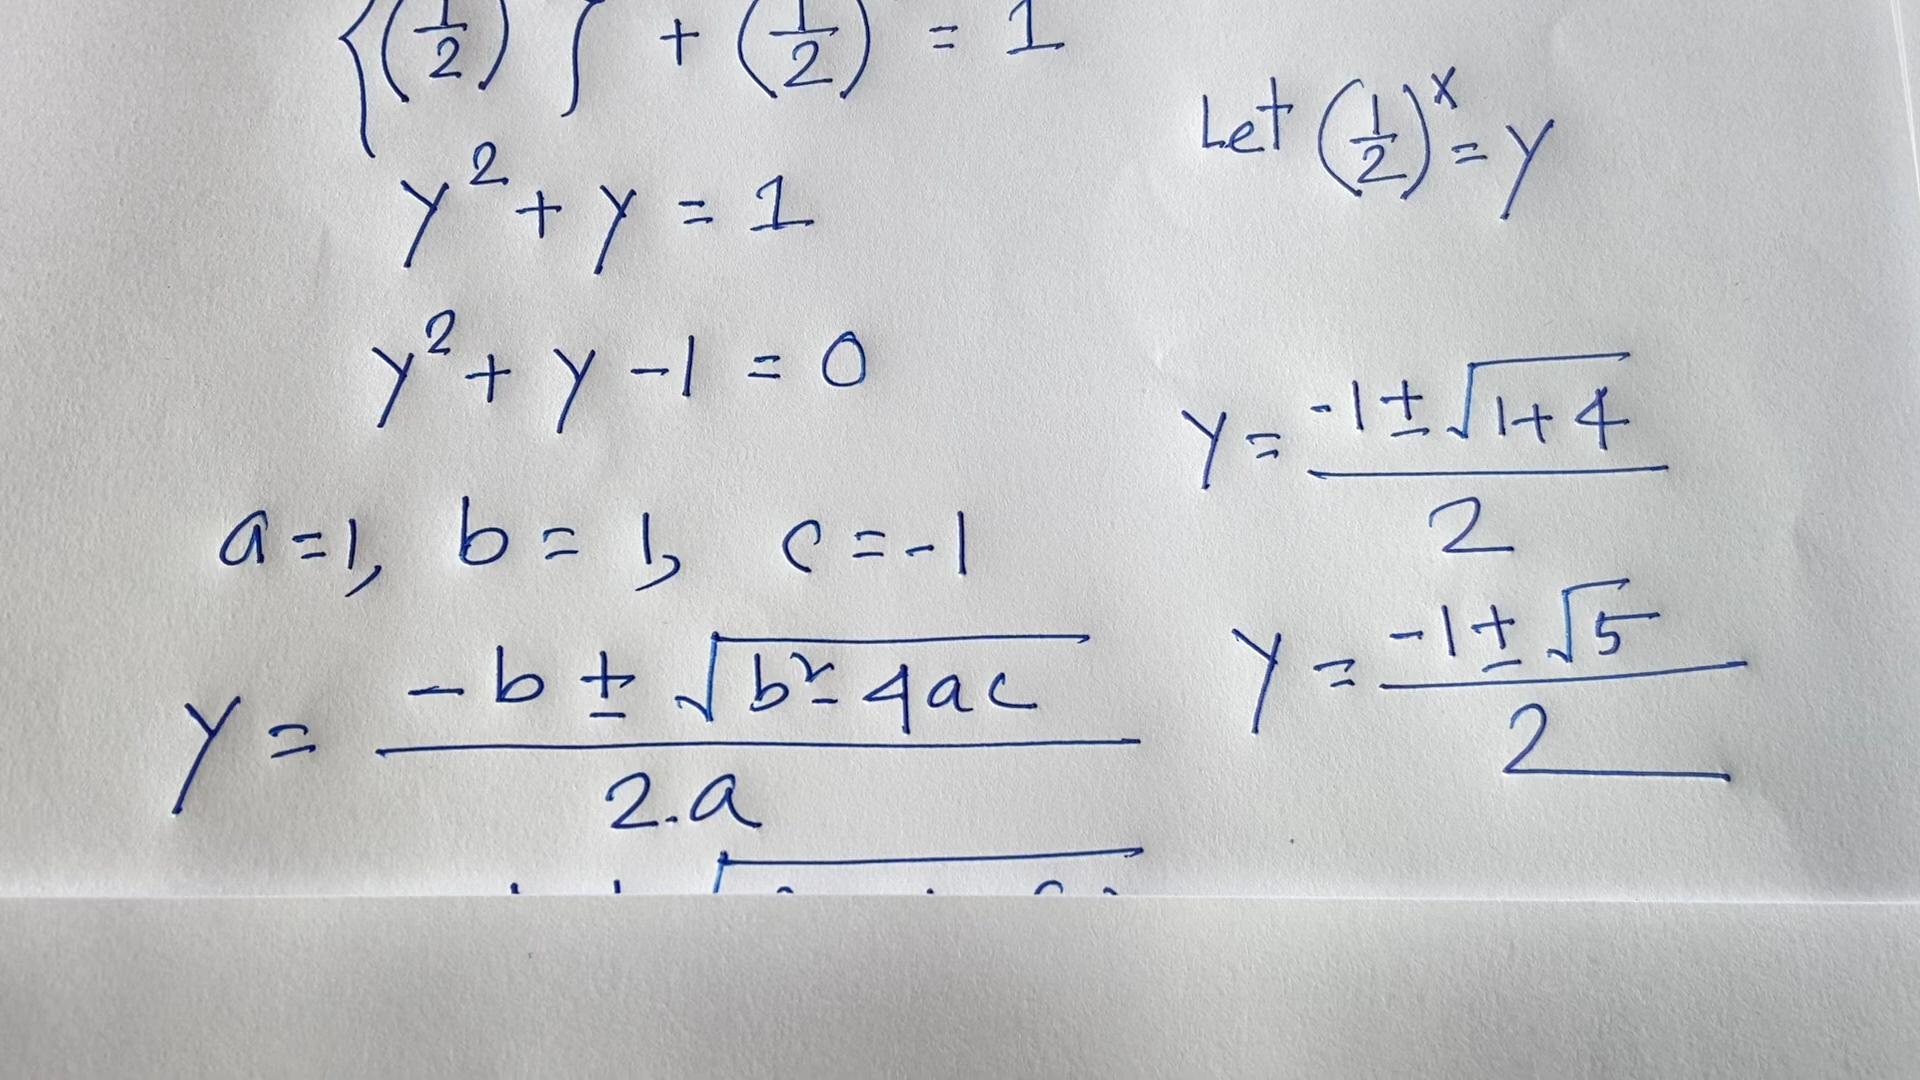 {(1/2) } + (1/2) = 1
y² + y = 1
y² + y - 1 = 0
a = 1, b = 1, c = -1
y = (-b ± √(b² - 4ac)) / 2.a
Let (1/2)^x = y
y = (-1 ± √(1+4)) / 2
y = (-1 ± √5) / 2